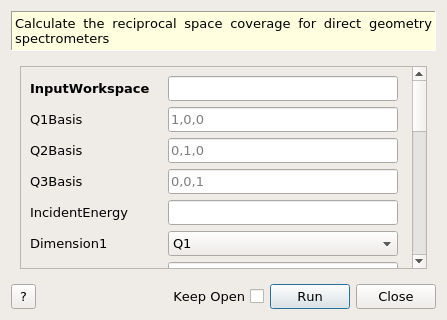 Calculate the reciprocal space coverage for direct geometry
spectrometers
InputWorkspace
Q1Basis 1,0,0
Q2Basis 0,1,0
Q3Basis 0,0,1
IncidentEnergy
Dimension1 Q1
? Keep Open Run Close